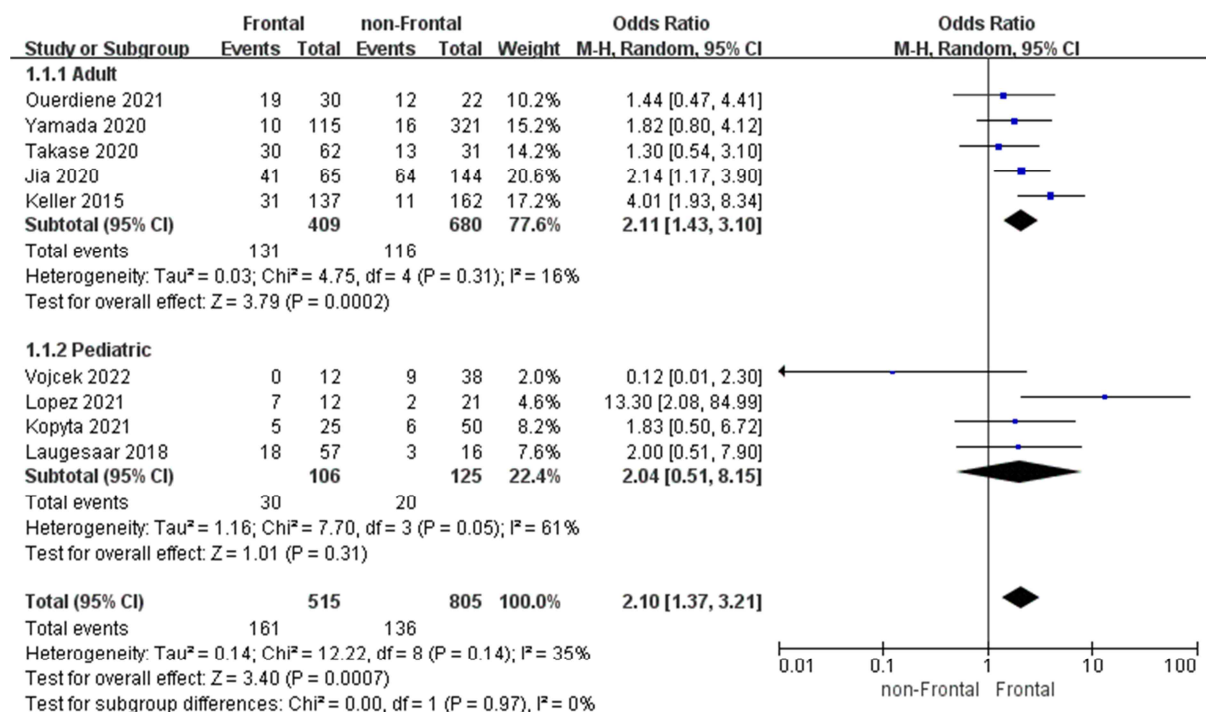 Frontal non-Frontal Odds Ratio Odds Ratio
Study or Subgroup Events Total Events Total Weight M-H, Random, 95% CI M-H, Random, 95% CI
1.1.1 Adult
Ouerdiene 2021 19 30 12 22 10.2% 1.44 [0.47, 4.41]
Yamada 2020 10 115 16 321 15.2% 1.82 [0.80, 4.12]
Takase 2020 30 62 13 31 14.2% 1.30 [0.54, 3.10]
Jia 2020 41 65 64 144 20.6% 2.14 [1.17, 3.90]
Keller 2015 31 137 11 162 17.2% 4.01 [1.93, 8.34]
Subtotal (95% CI) 409 680 77.6% 2.11 [1.43, 3.10]
Total events 131 116
Heterogeneity: Tau² = 0.03; Chi² = 4.75, df = 4 (P = 0.31); I² = 16%
Test for overall effect: Z = 3.79 (P = 0.0002)
1.1.2 Pediatric
Vojcek 2022 0 12 9 38 2.0% 0.12 [0.01, 2.30]
Lopez 2021 7 12 2 21 4.6% 13.30 [2.08, 84.99]
Kopyta 2021 5 25 6 50 8.2% 1.83 [0.50, 6.72]
Laugesaar 2018 18 57 3 16 7.6% 2.00 [0.51, 7.90]
Subtotal (95% CI) 106 125 22.4% 2.04 [0.51, 8.15]
Total events 30 20
Heterogeneity: Tau² = 1.16; Chi² = 7.70, df = 3 (P = 0.05); I² = 61%
Test for overall effect: Z = 1.01 (P = 0.31)
Total (95% CI) 515 805 100.0% 2.10 [1.37, 3.21]
Total events 161 136
Heterogeneity: Tau² = 0.14; Chi² = 12.22, df = 8 (P = 0.14); I² = 35%
Test for overall effect: Z = 3.40 (P = 0.0007)
Test for subgroup differences: Chi² = 0.00, df = 1 (P = 0.97), I² = 0%
0.01 0.1 1 10 100
non-Frontal Frontal